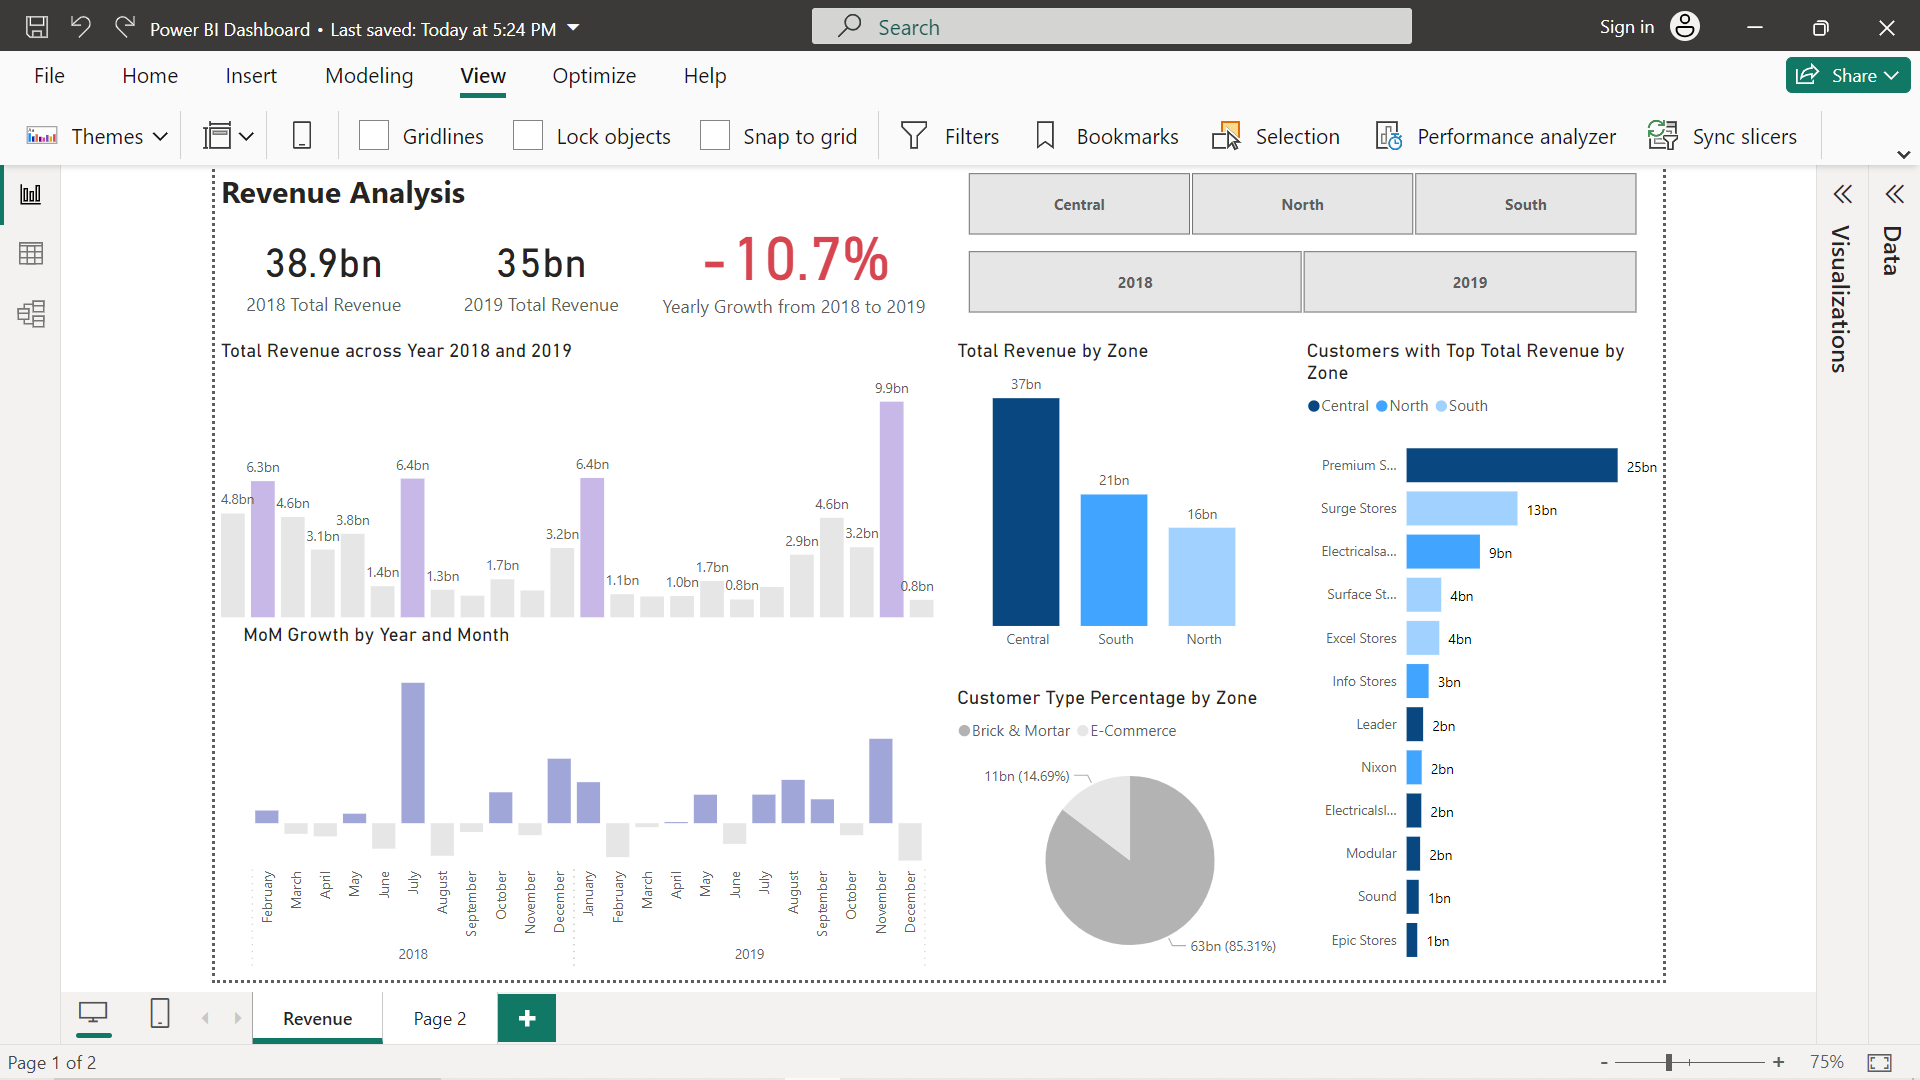 Power BI Dashboard • Last saved: Today at 5:24 PM
Search
Sign in
File Home Insert Modeling View Optimize Help
Share
Themes Gridlines Lock objects Snap to grid Filters Bookmarks Selection Performance analyzer Sync slicers
Revenue Analysis
38.9bn
2018 Total Revenue
35bn
2019 Total Revenue
-10.7%
Yearly Growth from 2018 to 2019
Central North South
2018 2019
Visualizations
Data
Total Revenue across Year 2018 and 2019
4.8bn 6.3bn 4.6bn 3.1bn 3.8bn 1.4bn 6.4bn 1.3bn 1.7bn 3.2bn 6.4bn 1.1bn 1.0bn 1.7bn 0.8bn 2.9bn 4.6bn 3.2bn 9.9bn 0.8bn
MoM Growth by Year and Month
February March April May June July August September October November December January February March April May June July August September October November December
2018 2019
Total Revenue by Zone
37bn 21bn 16bn
Central South North
Customer Type Percentage by Zone
Brick & Mortar E-Commerce
11bn (14.69%)
63bn (85.31%)
Customers with Top Total Revenue by
Zone
Central North South
Premium S... 25bn
Surge Stores 13bn
Electricalsa... 9bn
Surface St... 4bn
Excel Stores 4bn
Info Stores 3bn
Leader 2bn
Nixon 2bn
Electricalsl... 2bn
Modular 2bn
Sound 1bn
Epic Stores 1bn
Revenue Page 2 +
Page 1 of 2
- + 75%